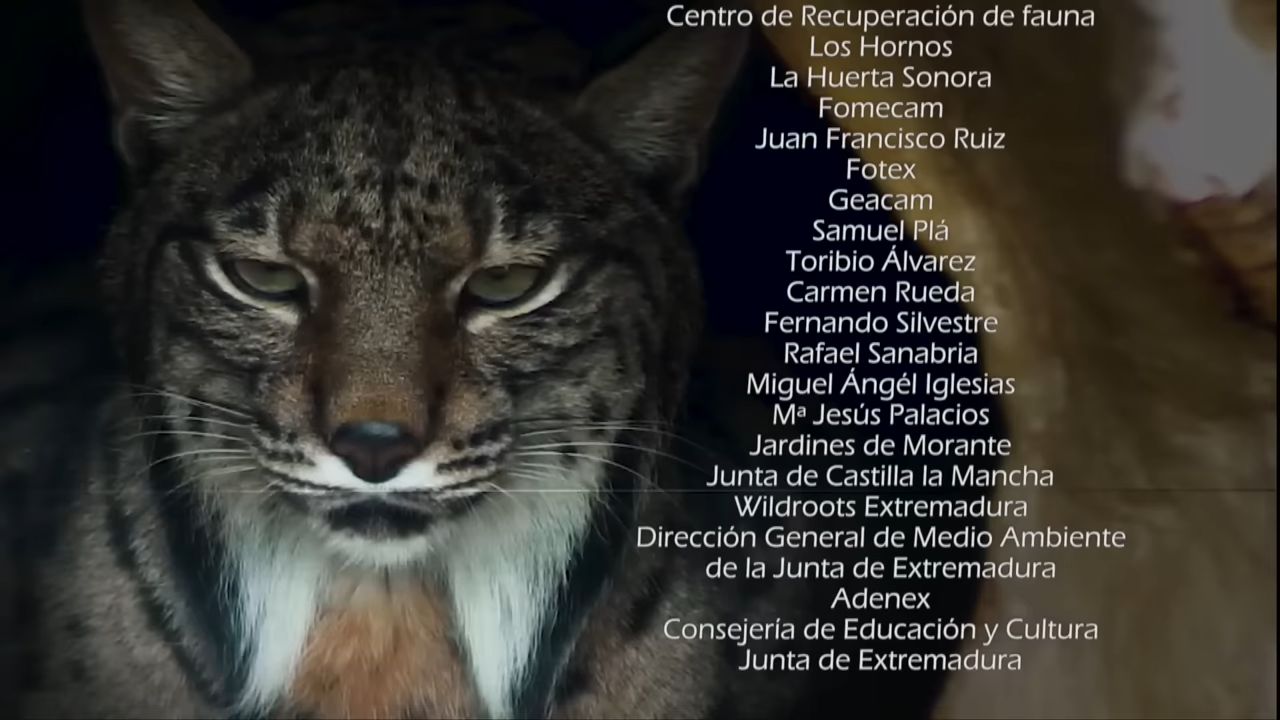 Centro de Recuperación de fauna
Los Hornos
La Huerta Sonora
Fomecam
Juan Francisco Ruiz
Fotex
Geacam
Samuel Plá
Toribio Álvarez
Carmen Rueda
Fernando Silvestre
Rafael Sanabria
Miguel Ángél Iglesias
Mª Jesús Palacios
Jardines de Morante
Junta de Castilla la Mancha
Wildroots Extremadura
Dirección General de Medio Ambiente
de la Junta de Extremadura
Adenex
Consejería de Educación y Cultura
Junta de Extremadura